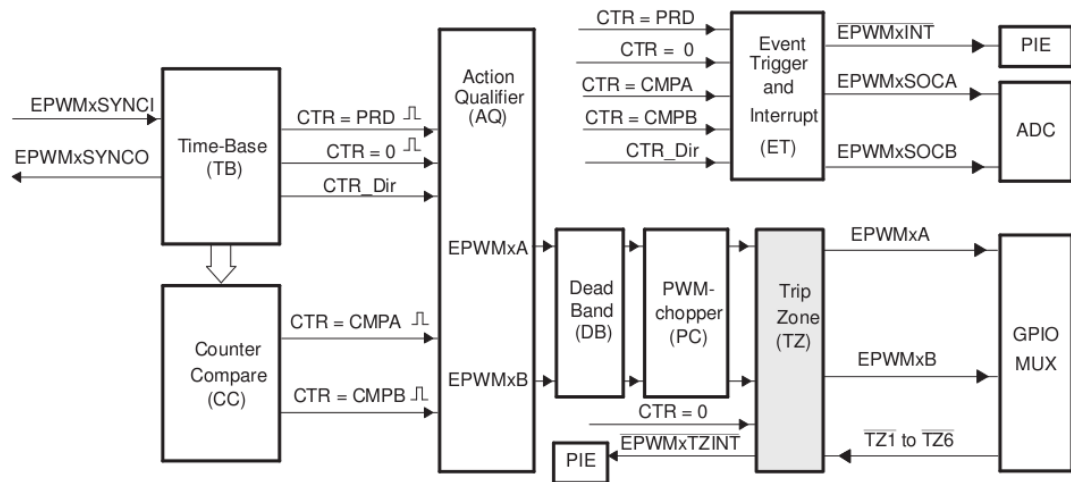 EPWMxSYNCI
EPWMxSYNCO
Time-Base
(TB)
CTR = PRD
CTR = 0
CTR_Dir
Counter
Compare
(CC)
CTR = CMPA
CTR = CMPB
Action
Qualifier
(AQ)
EPWMxA
EPWMxB
CTR = PRD
CTR = 0
CTR = CMPA
CTR = CMPB
CTR_Dir
Event
Trigger
and
Interrupt
(ET)
EPWMxINT
EPWMxSOCA
EPWMxSOCB
PIE
ADC
Dead
Band
(DB)
PWM-
chopper
(PC)
Trip
Zone
(TZ)
CTR = 0
EPWMxTZINT
PIE
EPWMxA
EPWMxB
TZ1 to TZ6
GPIO
MUX